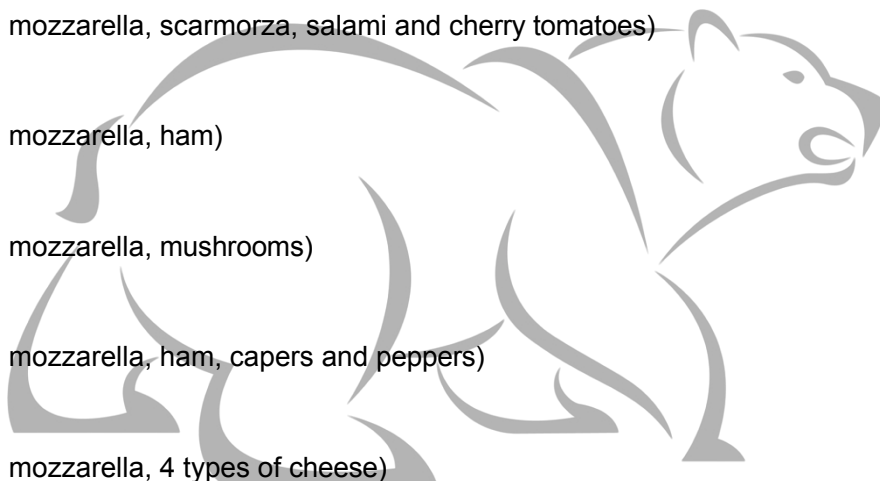 mozzarella, scarmorza, salami and cherry tomatoes)
mozzarella, ham)
mozzarella, mushrooms)
mozzarella, ham, capers and peppers)
mozzarella, 4 types of cheese)